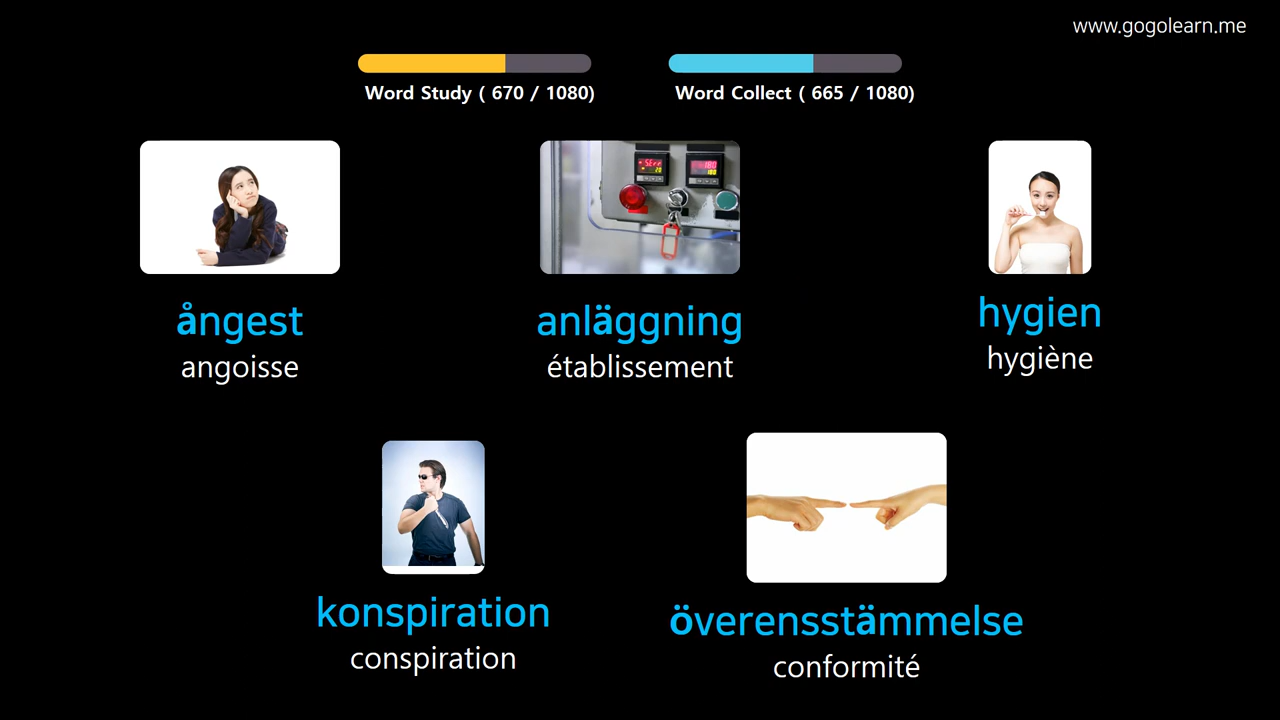 www.gogolearn.me
Word Study ( 670 / 1080)
Word Collect ( 665 / 1080)
ångest
angoisse
anläggning
établissement
hygien
hygiène
konspiration
conspiration
överensstämmelse
conformité